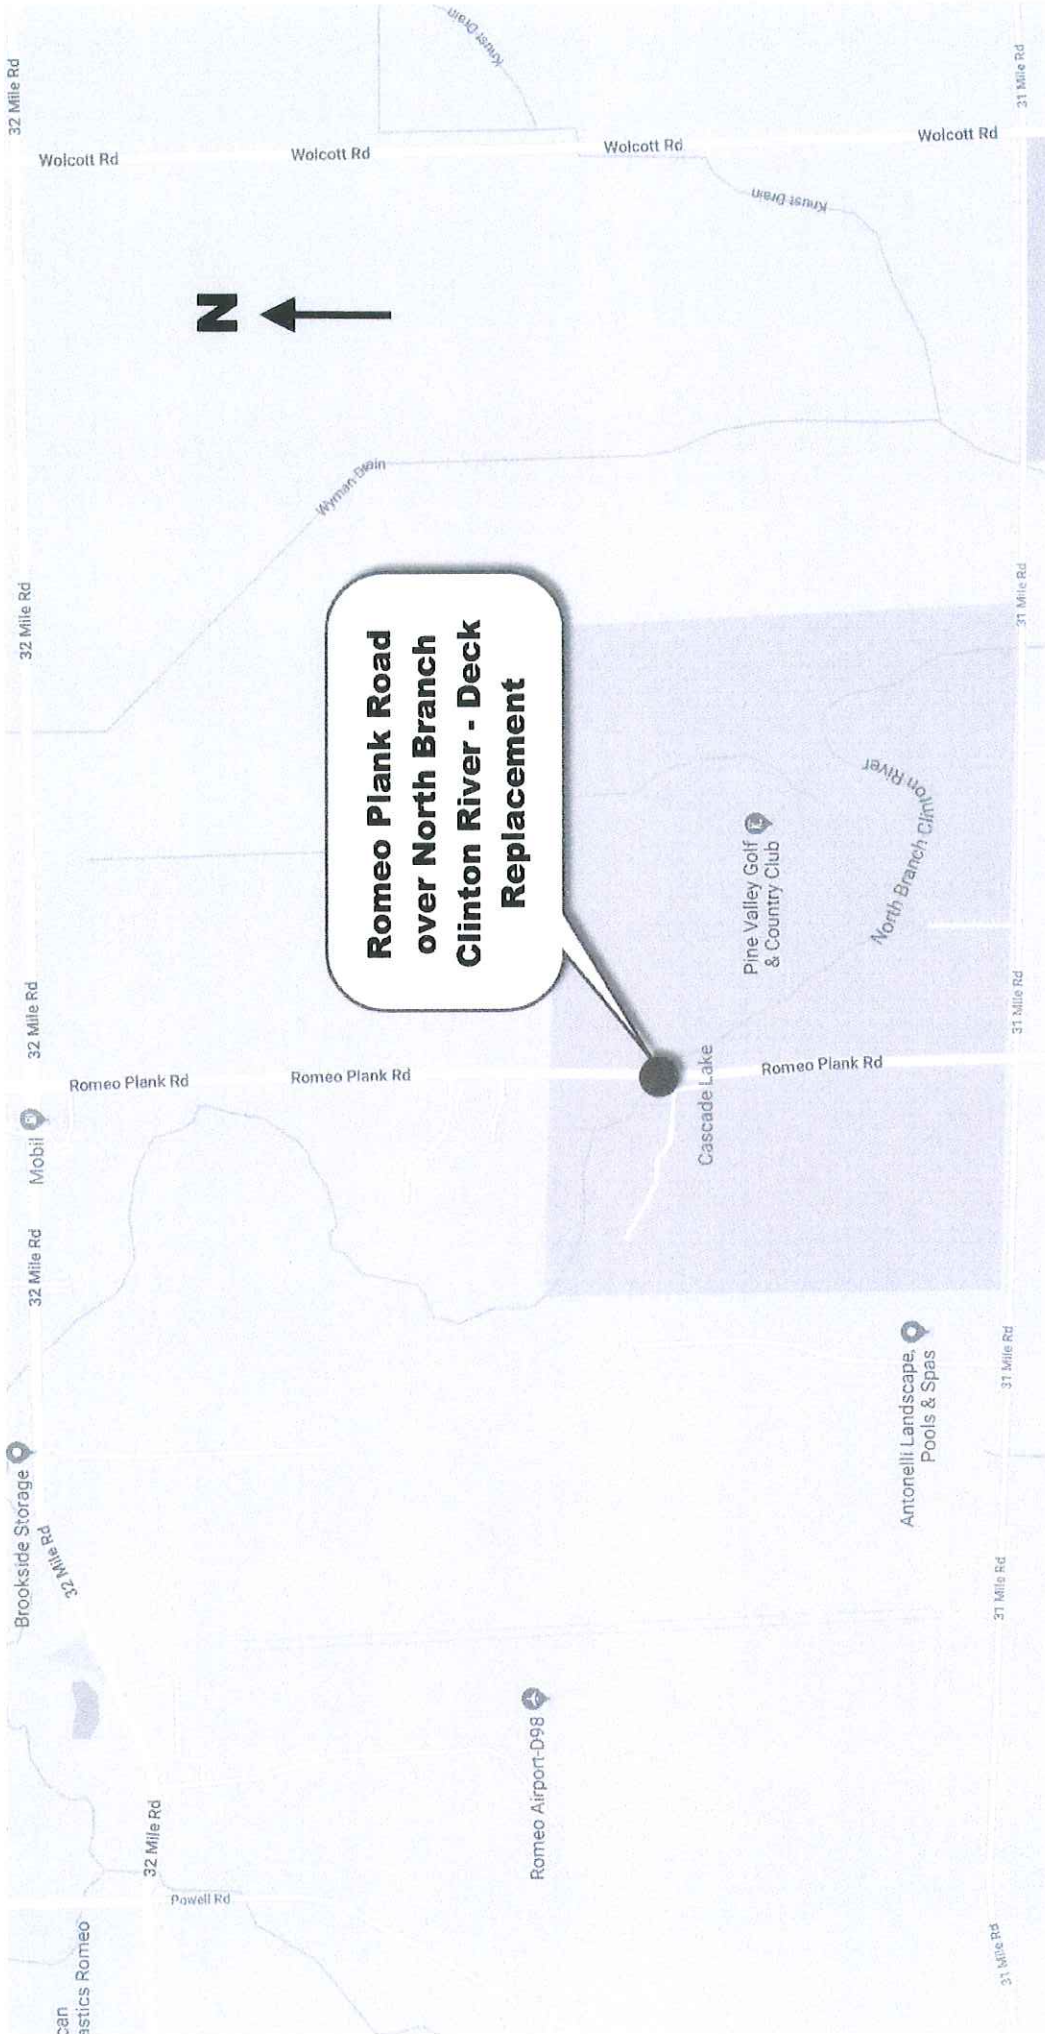 can
astics Romeo
32 Mile Rd
Powell Rd
Brookside Storage
32 Mile Rd
32 Mile Rd
Mobil
32 Mile Rd
32 Mile Rd
32 Mile Rd
Romeo Plank Rd
Wolcott Rd
N
Romeo Plank Rd
Wolcott Rd
Knust Drain
Wyman Drain
Romeo Plank Road
over North Branch
Clinton River - Deck
Replacement
Romeo Airport-D98
Wolcott Rd
Cascade Lake
Pine Valley Golf
& Country Club
Knust Drain
Romeo Plank Rd
North Branch Clinton River
Antonelli Landscape,
Pools & Spas
Wolcott Rd
31 Mile Rd
31 Mile Rd
31 Mile Rd
31 Mile Rd
31 Mile Rd
31 Mile Rd